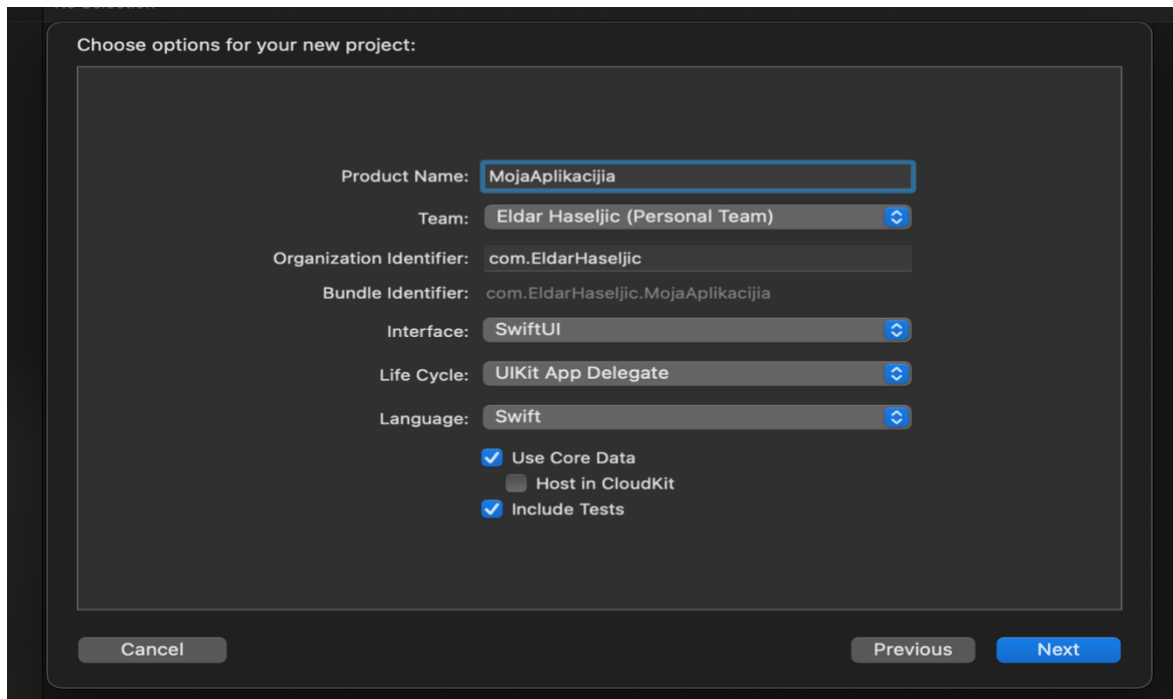 No Selection
Choose options for your new project:
Product Name: MojaAplikacijia
Team: Eldar Haseljic (Personal Team)
Organization Identifier: com.EldarHaseljic
Bundle Identifier: com.EldarHaseljic.MojaAplikacijia
Interface: SwiftUI
Life Cycle: UIKit App Delegate
Language: Swift
Use Core Data
Host in CloudKit
Include Tests
Cancel Previous Next